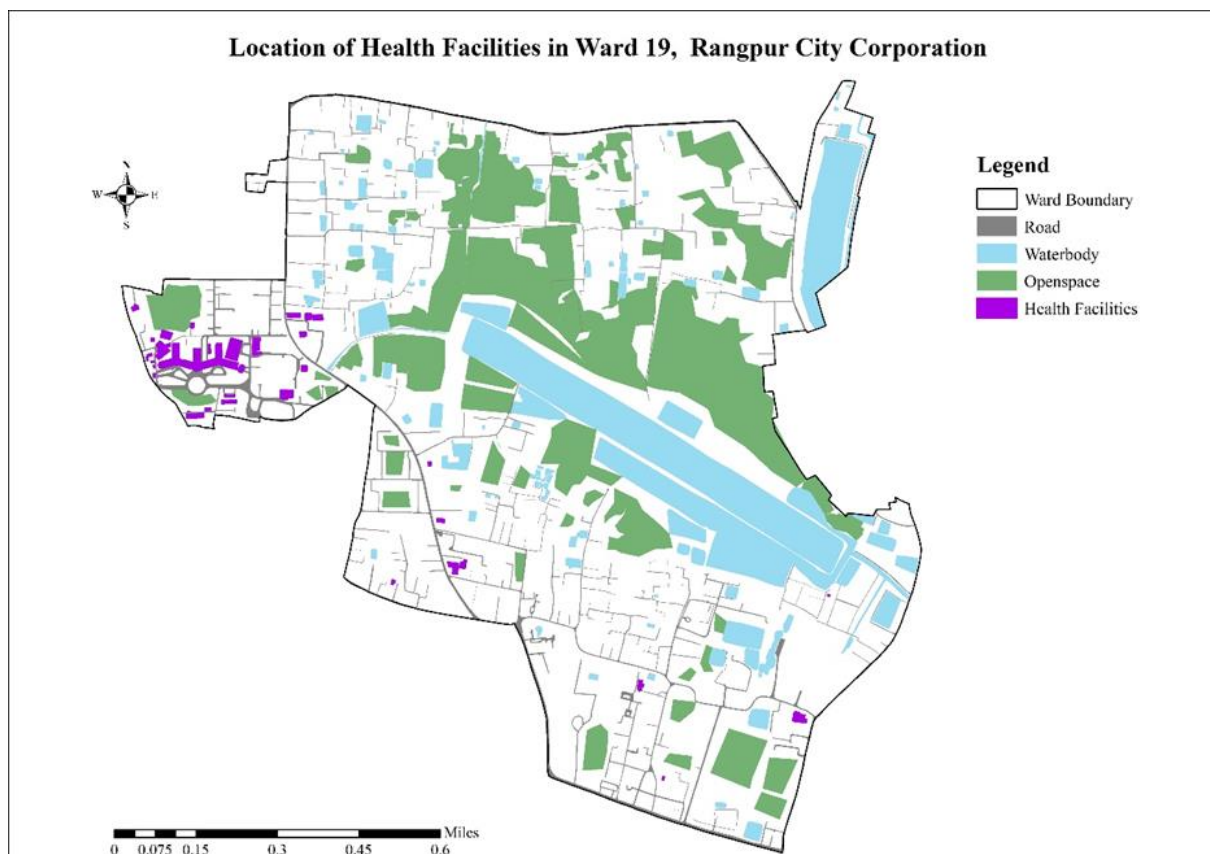 Location of Health Facilities in Ward 19, Rangpur City Corporation
N
W E
S
Legend
Ward Boundary
Road
Waterbody
Openspace
Health Facilities
Miles
0 0.075 0.15 0.3 0.45 0.6